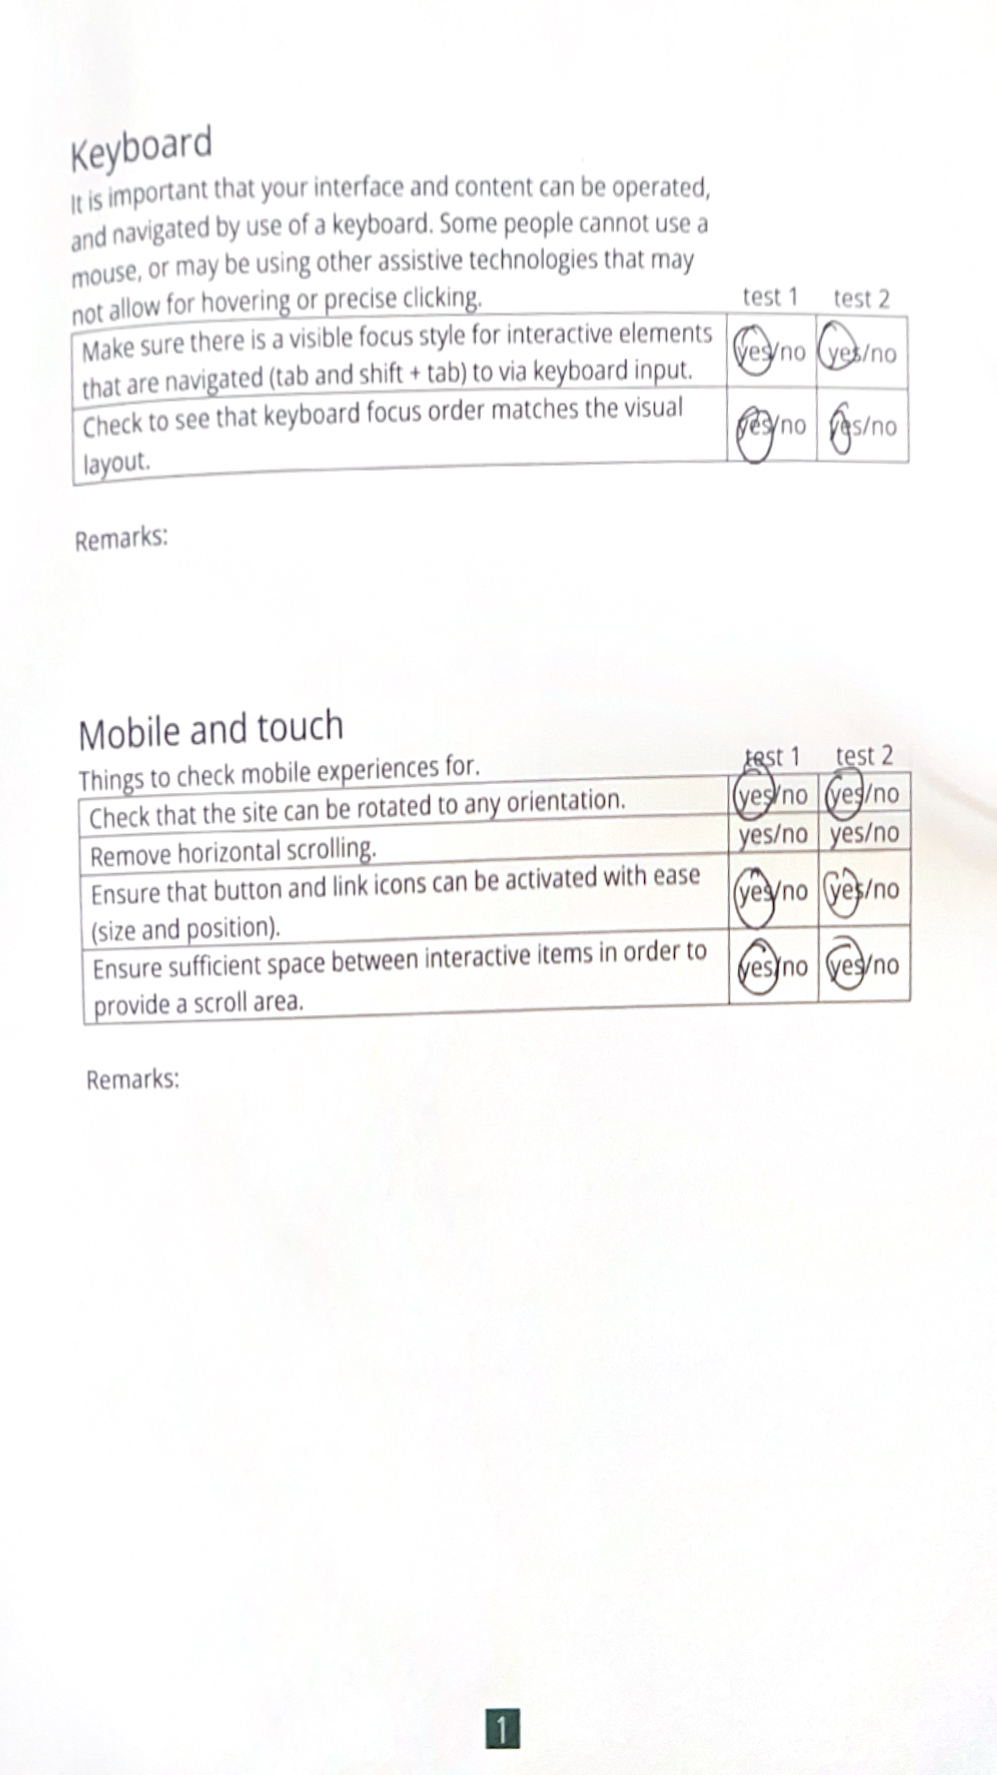 Keyboard
It is important that your interface and content can be operated,
and navigated by use of a keyboard. Some people cannot use a
mouse, or may be using other assistive technologies that may
not allow for hovering or precise clicking.
test 1 test 2
Make sure there is a visible focus style for interactive elements
that are navigated (tab and shift + tab) to via keyboard input.
yes/no yes/no
Check to see that keyboard focus order matches the visual
layout.
yes/no yes/no
Remarks:
Mobile and touch
Things to check mobile experiences for.
test 1 test 2
Check that the site can be rotated to any orientation. yes/no yes/no
Remove horizontal scrolling. yes/no yes/no
Ensure that button and link icons can be activated with ease
(size and position).
yes/no yes/no
Ensure sufficient space between interactive items in order to
provide a scroll area.
yes/no yes/no
Remarks:
1